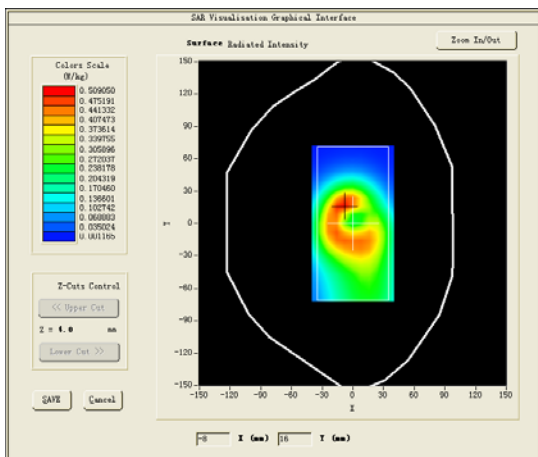 SAR Visualisation Graphical Interface
Surface Radiated Intensity
Zoom In/Out
Colors Scale
(W/kg)
0.509050
0.475191
0.441332
0.407473
0.373614
0.339755
0.305896
0.272037
0.238178
0.204319
0.170460
0.136601
0.102742
0.068883
0.035024
0.001165
Z-Cuts Control
<< Upper Cut
Z = 4.0 mm
Lower Cut >>
SAVE
Cancel
150
120
90
60
30
0
-30
-60
-90
-120
-150
Y
-150 -120 -90 -60 -30 0 30 60 90 120 150
X
-8 X (mm) 16 Y (mm)